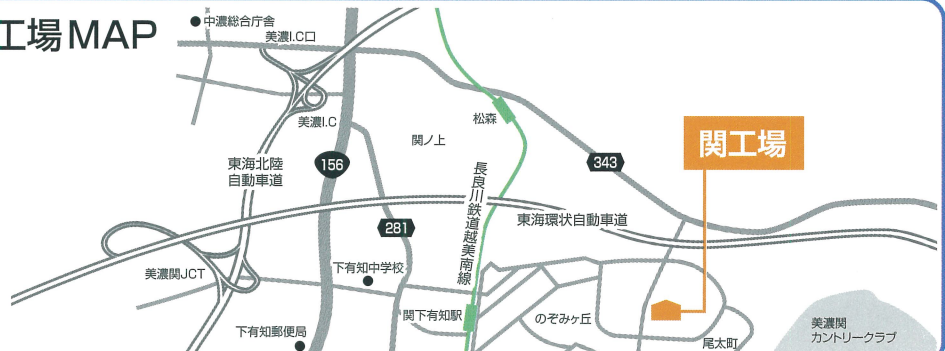 工場MAP
中濃総合庁舎
美濃I.C口
美濃I.C
松森
関ノ上
関工場
343
156
東海北陸
自動車道
長良川鉄道越美南線
281
東海環状自動車道
美濃関JCT
下有知中学校
関下有知駅
のぞみヶ丘
下有知郵便局
尾太町
美濃関
カントリークラブ